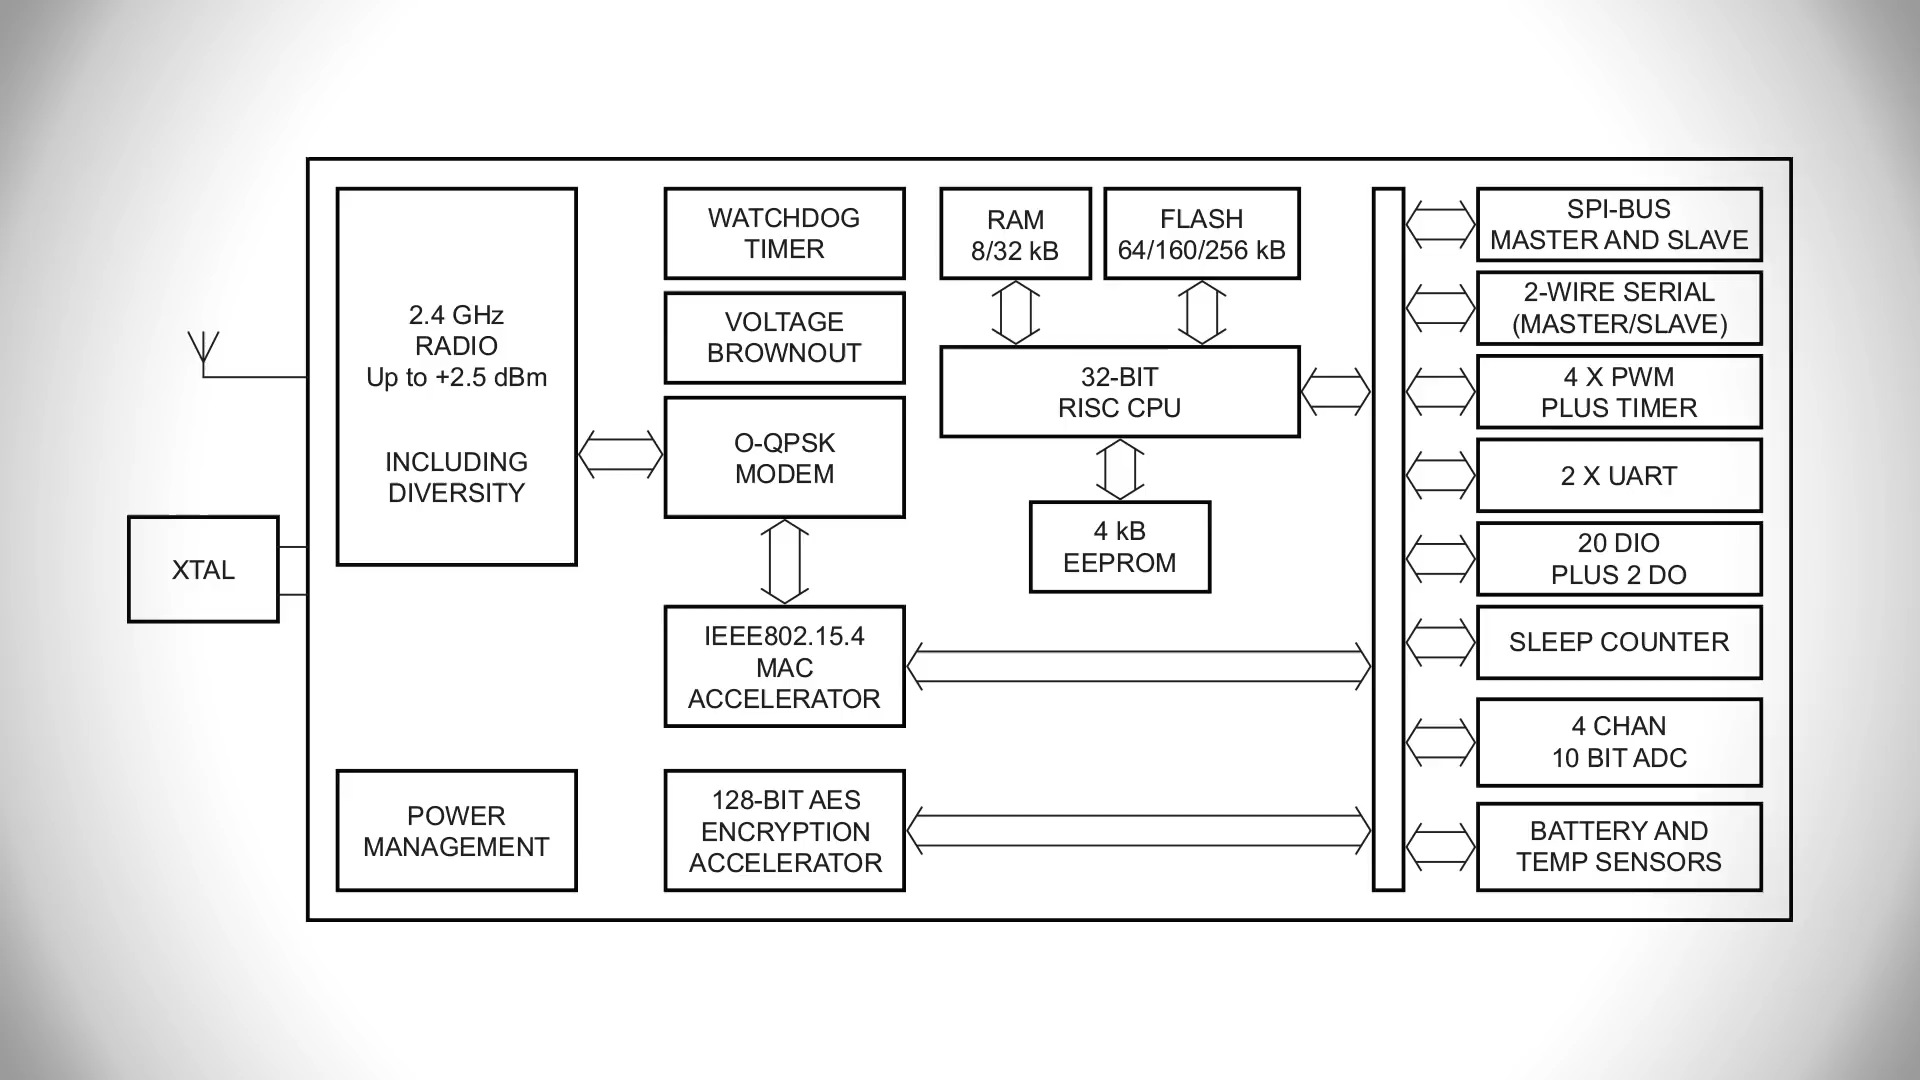 2.4 GHz
RADIO
Up to +2.5 dBm
INCLUDING
DIVERSITY
XTAL
POWER
MANAGEMENT
WATCHDOG
TIMER
VOLTAGE
BROWNOUT
O-QPSK
MODEM
IEEE802.15.4
MAC
ACCELERATOR
128-BIT AES
ENCRYPTION
ACCELERATOR
RAM
8/32 kB
FLASH
64/160/256 kB
32-BIT
RISC CPU
4 kB
EEPROM
SPI-BUS
MASTER AND SLAVE
2-WIRE SERIAL
(MASTER/SLAVE)
4 X PWM
PLUS TIMER
2 X UART
20 DIO
PLUS 2 DO
SLEEP COUNTER
4 CHAN
10 BIT ADC
BATTERY AND
TEMP SENSORS